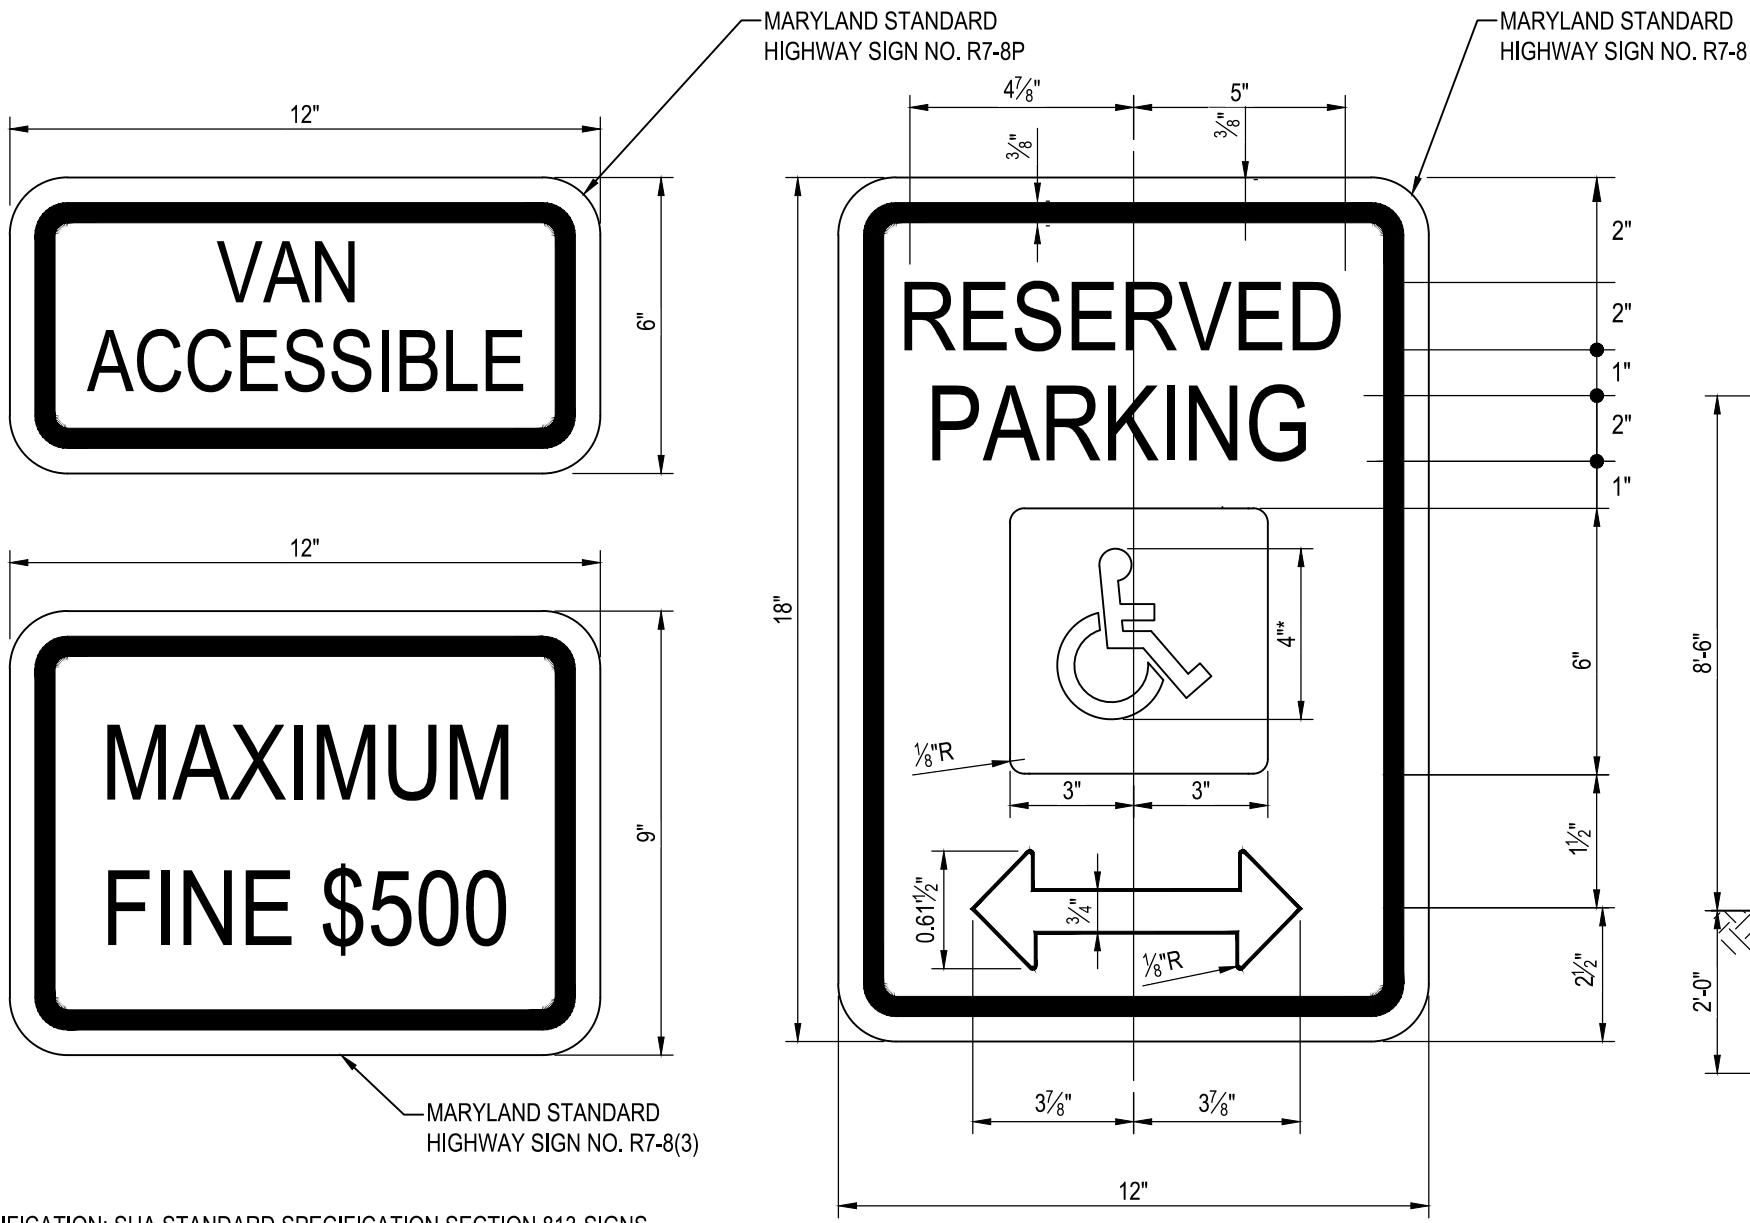 MARYLAND STANDARD
HIGHWAY SIGN NO. R7-8P
MARYLAND STANDARD
HIGHWAY SIGN NO. R7-8
12"
6"
VAN
ACCESSIBLE
12"
9"
MAXIMUM
FINE $500
MARYLAND STANDARD
HIGHWAY SIGN NO. R7-8(3)
4⅞"
5"
⅜"
⅜"
18"
RESERVED
PARKING
4"*
⅛"R
3"
3"
0.61½"
¾"
⅛"R
3⅞"
3⅞"
12"
2"
2"
1"
2"
1"
6"
1½"
2½"
8'-6"
2'-0"
IFICATION: SHA STANDARD SPECIFICATION SECTION 813 SIGNS